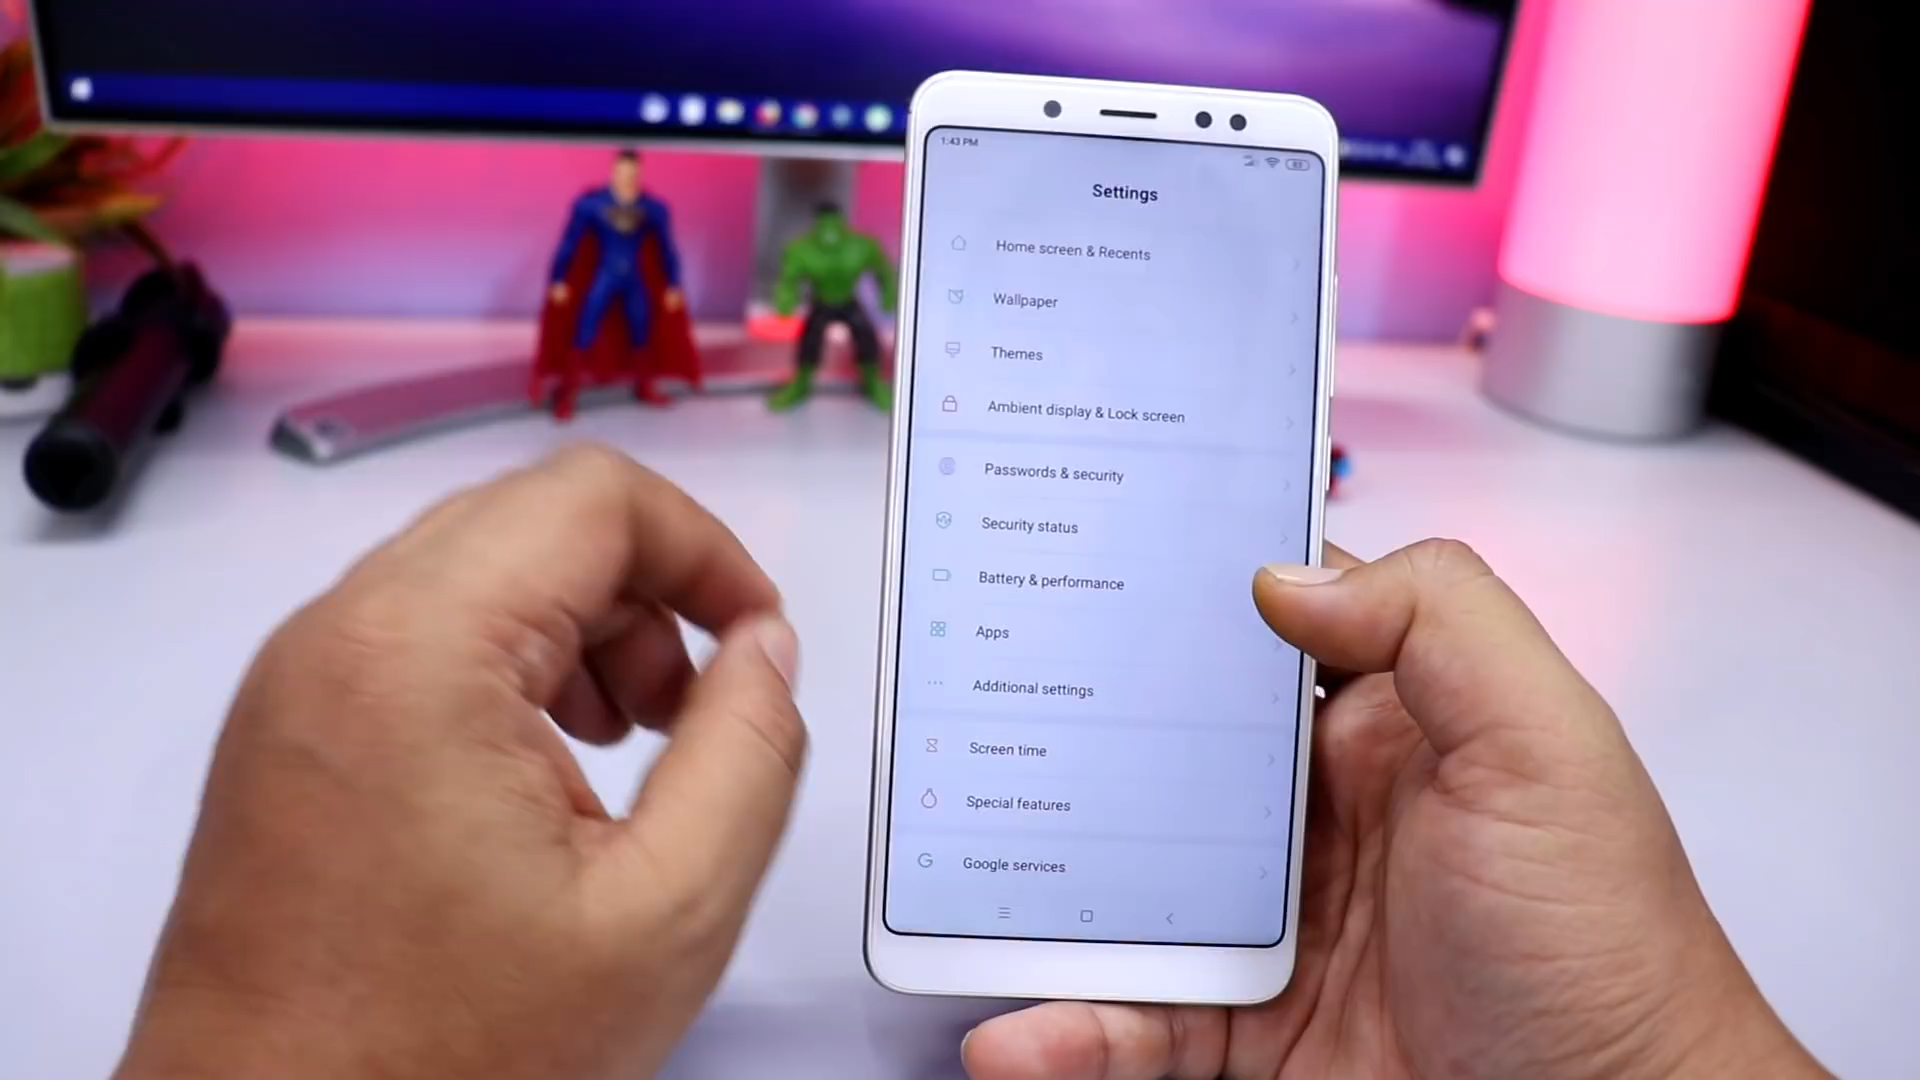 1:43 PM
83
Settings
Home screen & Recents
Wallpaper
Themes
Ambient display & Lock screen
Passwords & security
Security status
Battery & performance
Apps
Additional settings
Screen time
Special features
Google services